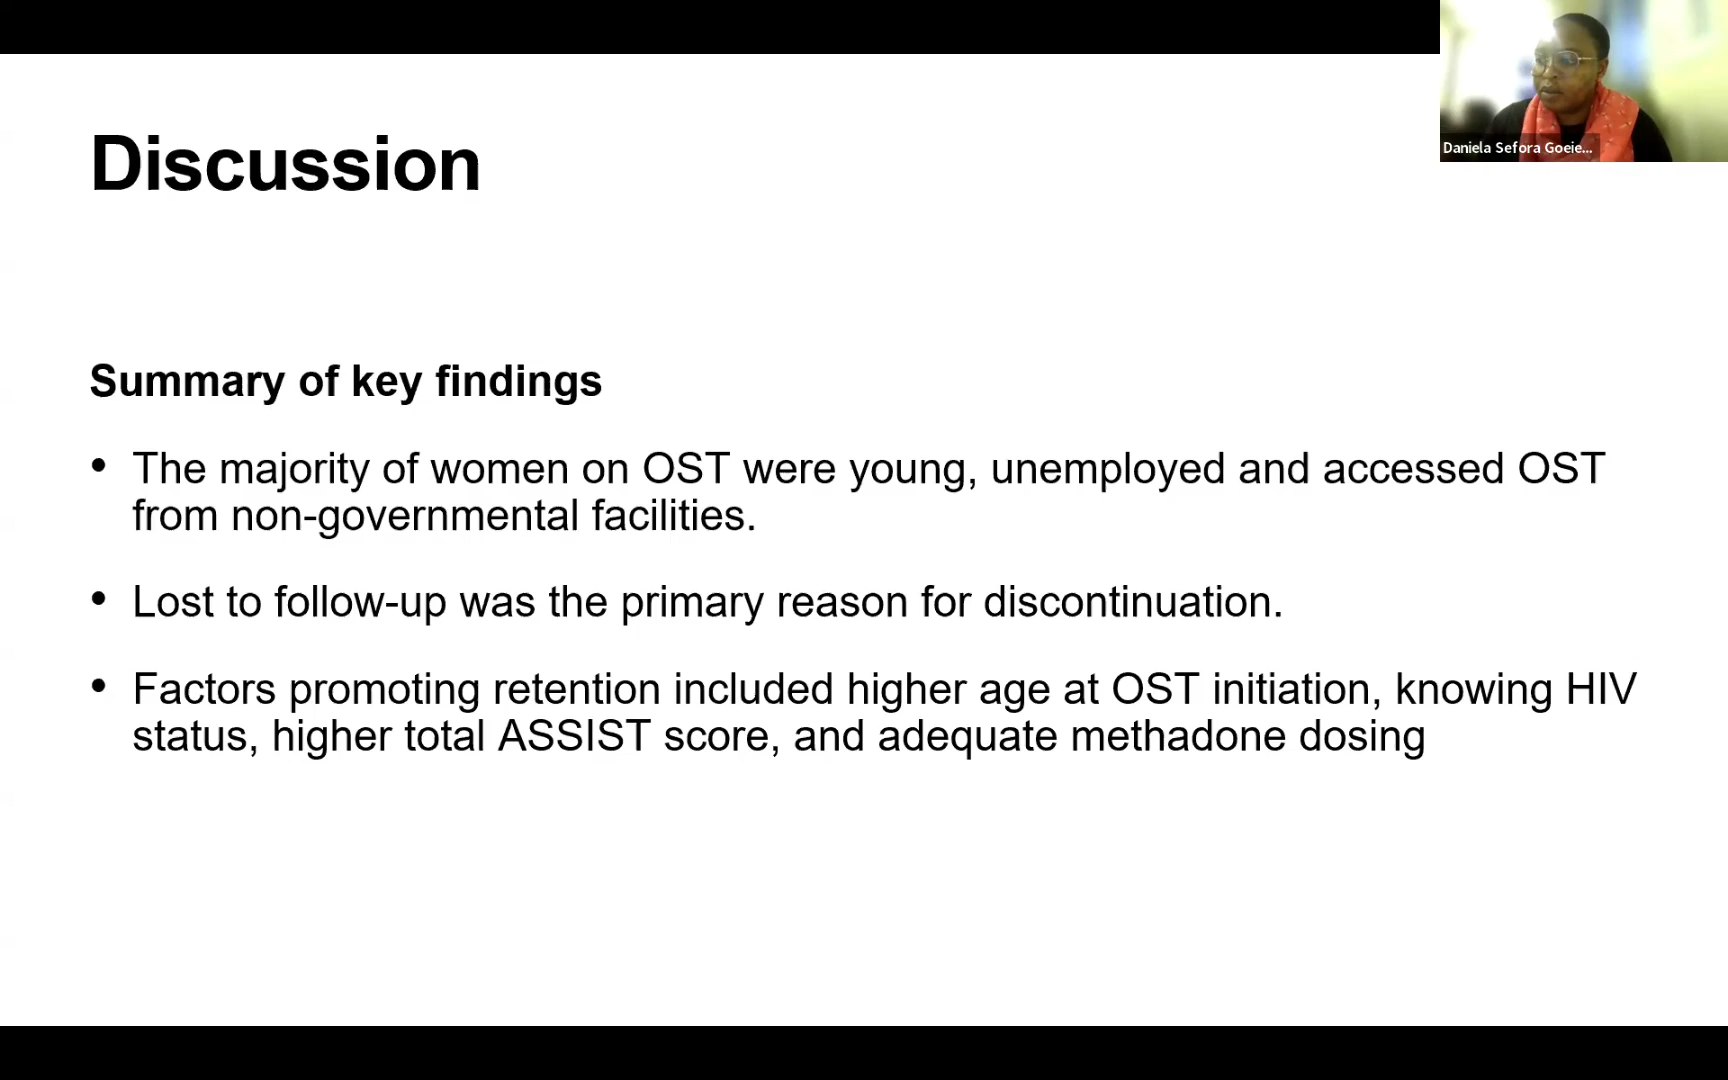 Discussion
Daniela Sefora Goeie...
Summary of key findings
• The majority of women on OST were young, unemployed and accessed OST
from non-governmental facilities.
• Lost to follow-up was the primary reason for discontinuation.
• Factors promoting retention included higher age at OST initiation, knowing HIV
status, higher total ASSIST score, and adequate methadone dosing